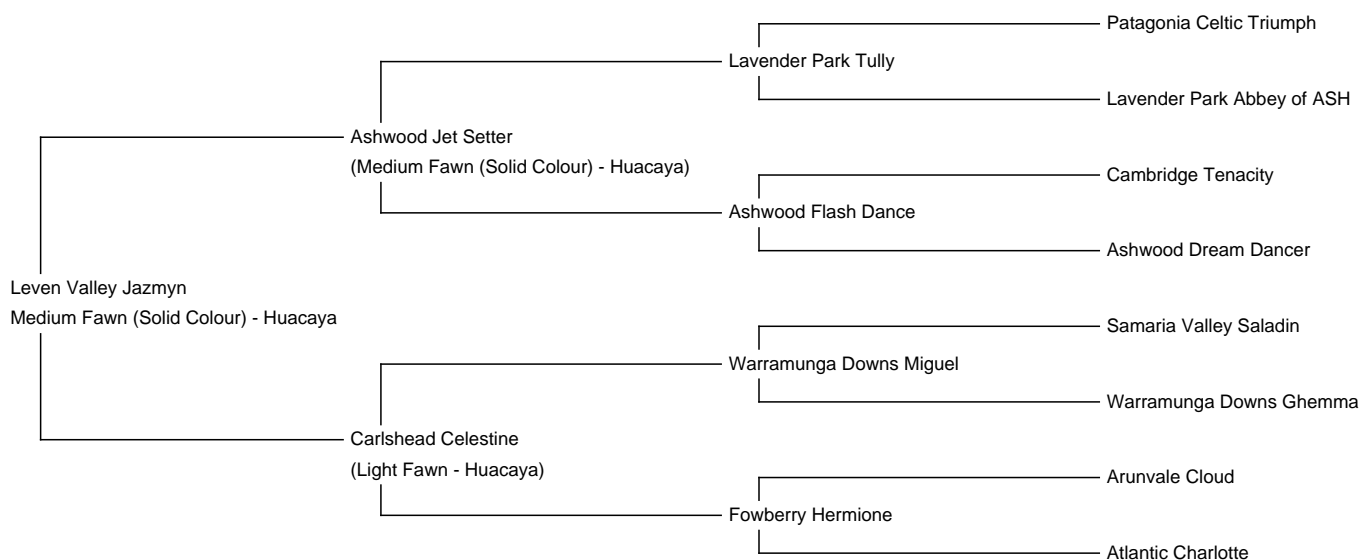 Patagonia Celtic Triumph
Lavender Park Tully
Lavender Park Abbey of ASH
Ashwood Jet Setter
(Medium Fawn (Solid Colour) - Huacaya)
Cambridge Tenacity
Ashwood Flash Dance
Ashwood Dream Dancer
Leven Valley Jazmyn
Medium Fawn (Solid Colour) - Huacaya
Samaria Valley Saladin
Warramunga Downs Miguel
Warramunga Downs Ghemma
Carlshead Celestine
(Light Fawn - Huacaya)
Arunvale Cloud
Fowberry Hermione
Atlantic Charlotte